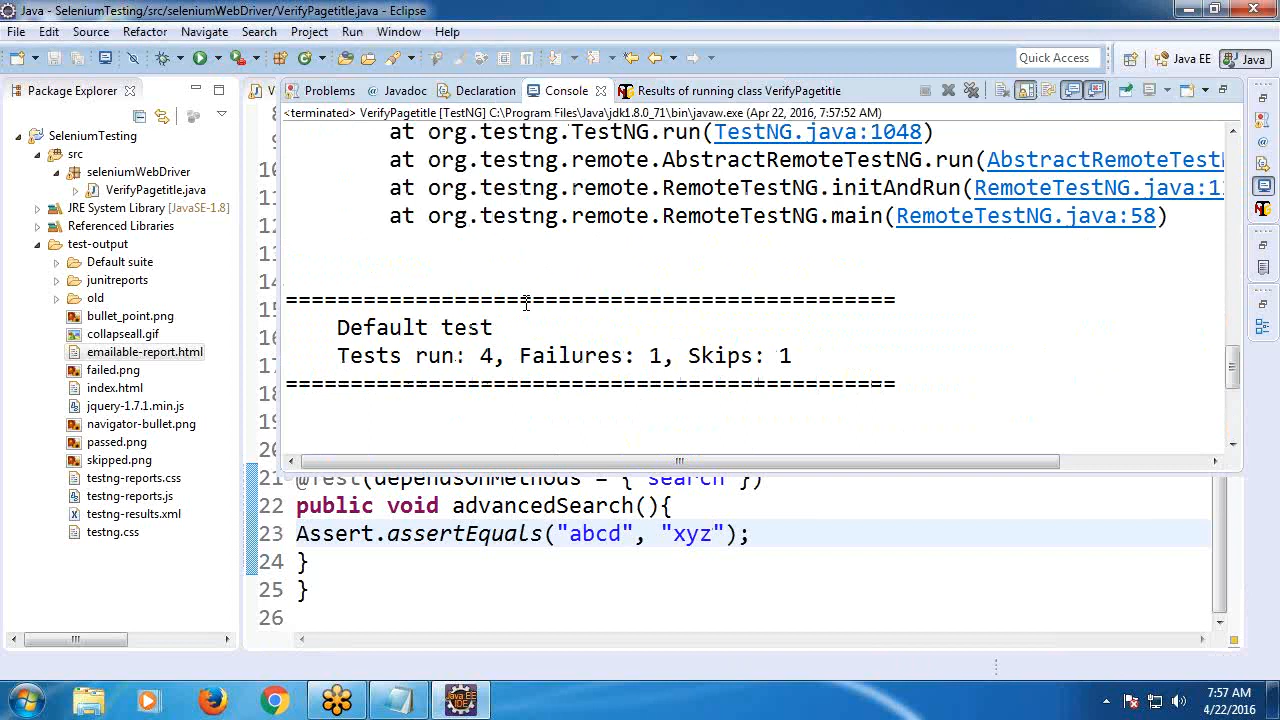 Java - SeleniumTesting/src/seleniumWebDriver/VerifyPagetitle.java - Eclipse
File Edit Source Refactor Navigate Search Project Run Window Help
Quick Access
Java EE
Java
Package Explorer
SeleniumTesting
src
seleniumWebDriver
VerifyPagetitle.java
JRE System Library [JavaSE-1.8]
Referenced Libraries
test-output
Default suite
junitreports
old
bullet_point.png
collapseall.gif
emailable-report.html
failed.png
index.html
jquery-1.7.1.min.js
navigator-bullet.png
passed.png
skipped.png
testng-reports.css
testng-reports.js
testng-results.xml
testng.css
Problems Javadoc Declaration Console Results of running class VerifyPagetitle
<terminated> VerifyPagetitle [TestNG] C:\Program Files\Java\jdk1.8.0_71\bin\javaw.exe (Apr 22, 2016, 7:57:52 AM)
at org.testng.TestNG.run(TestNG.java:1048)
at org.testng.remote.AbstractRemoteTestNG.run(
at org.testng.remote.RemoteTestNG.initAndRun(RemoteTestNG.java:
at org.testng.remote.RemoteTestNG.main(RemoteTestNG.java:58)
===============================================
Default test
Tests run: 4, Failures: 1, Skips: 1
===============================================
21 @Test(dependsOnMethods = { "search" })
22 public void advancedSearch(){
23 Assert.assertEquals("abcd", "xyz");
24 }
25 }
26
7:57 AM
4/22/2016